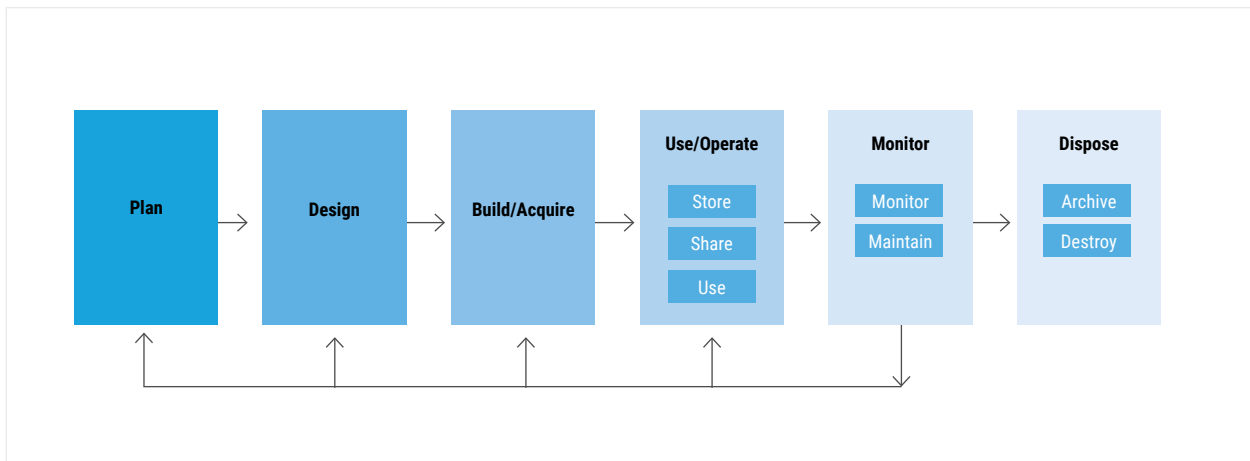 Plan
Design
Build/Acquire
Use/Operate
Store
Share
Use
Monitor
Monitor
Maintain
Dispose
Archive
Destroy